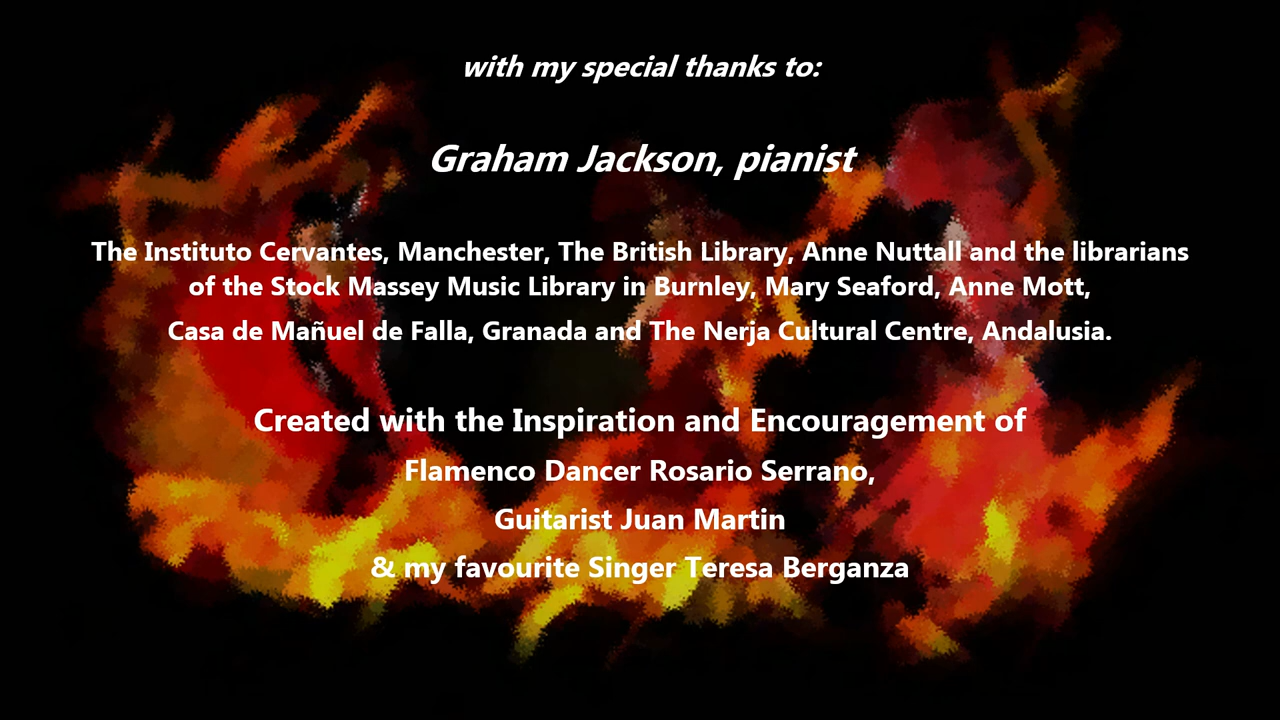 with my special thanks to:
Graham Jackson, pianist
The Instituto Cervantes, Manchester, The British Library, Anne Nuttall and the librarians
of the Stock Massey Music Library in Burnley, Mary Seaford, Anne Mott,
Casa de Mañuel de Falla, Granada and The Nerja Cultural Centre, Andalusia.
Created with the Inspiration and Encouragement of
Flamenco Dancer Rosario Serrano,
Guitarist Juan Martin
& my favourite Singer Teresa Berganza